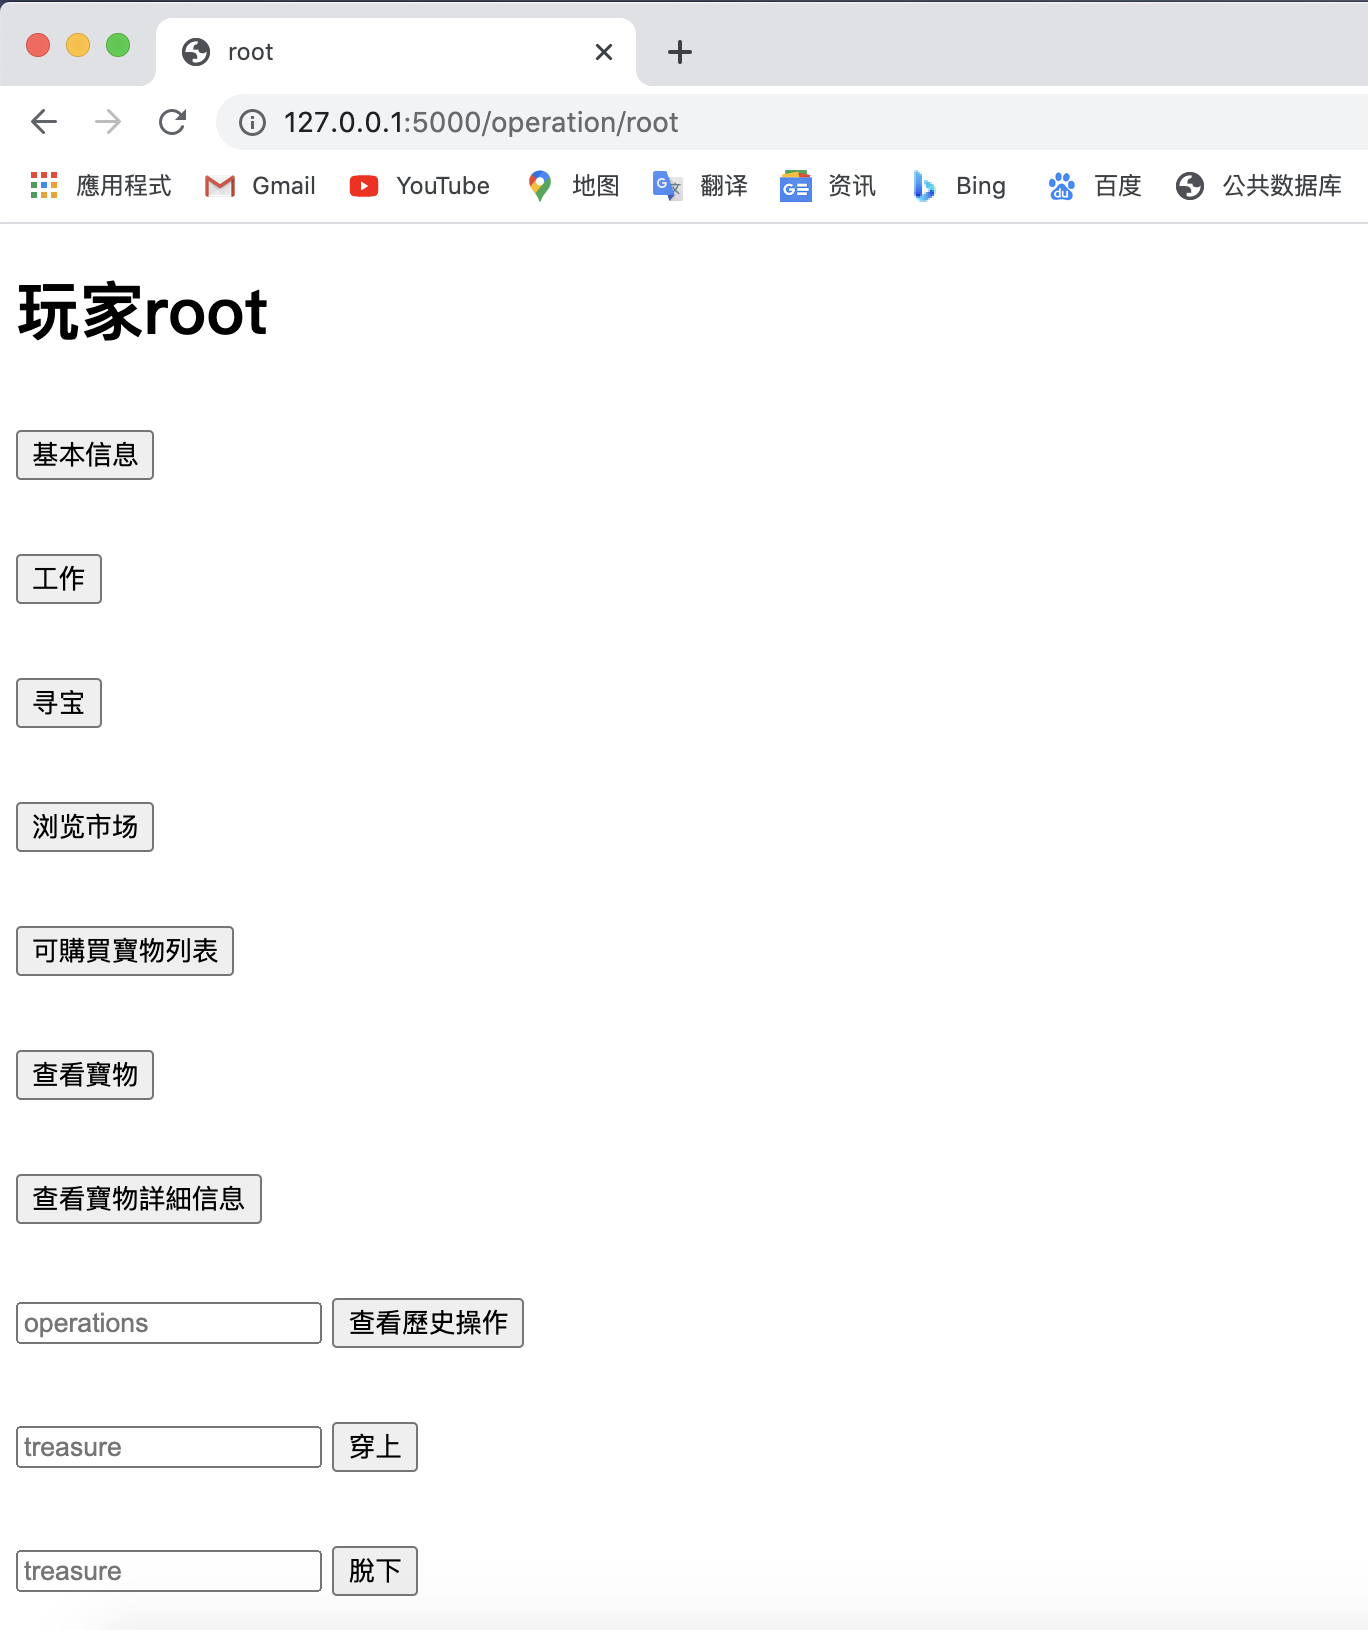 root
127.0.0.1:5000/operation/root
應用程式 Gmail YouTube 地图 翻译 资讯 Bing 百度 公共数据库
玩家root
基本信息
工作
寻宝
浏览市场
可購買寶物列表
查看寶物
查看寶物詳細信息
operations 查看歷史操作
treasure 穿上
treasure 脫下